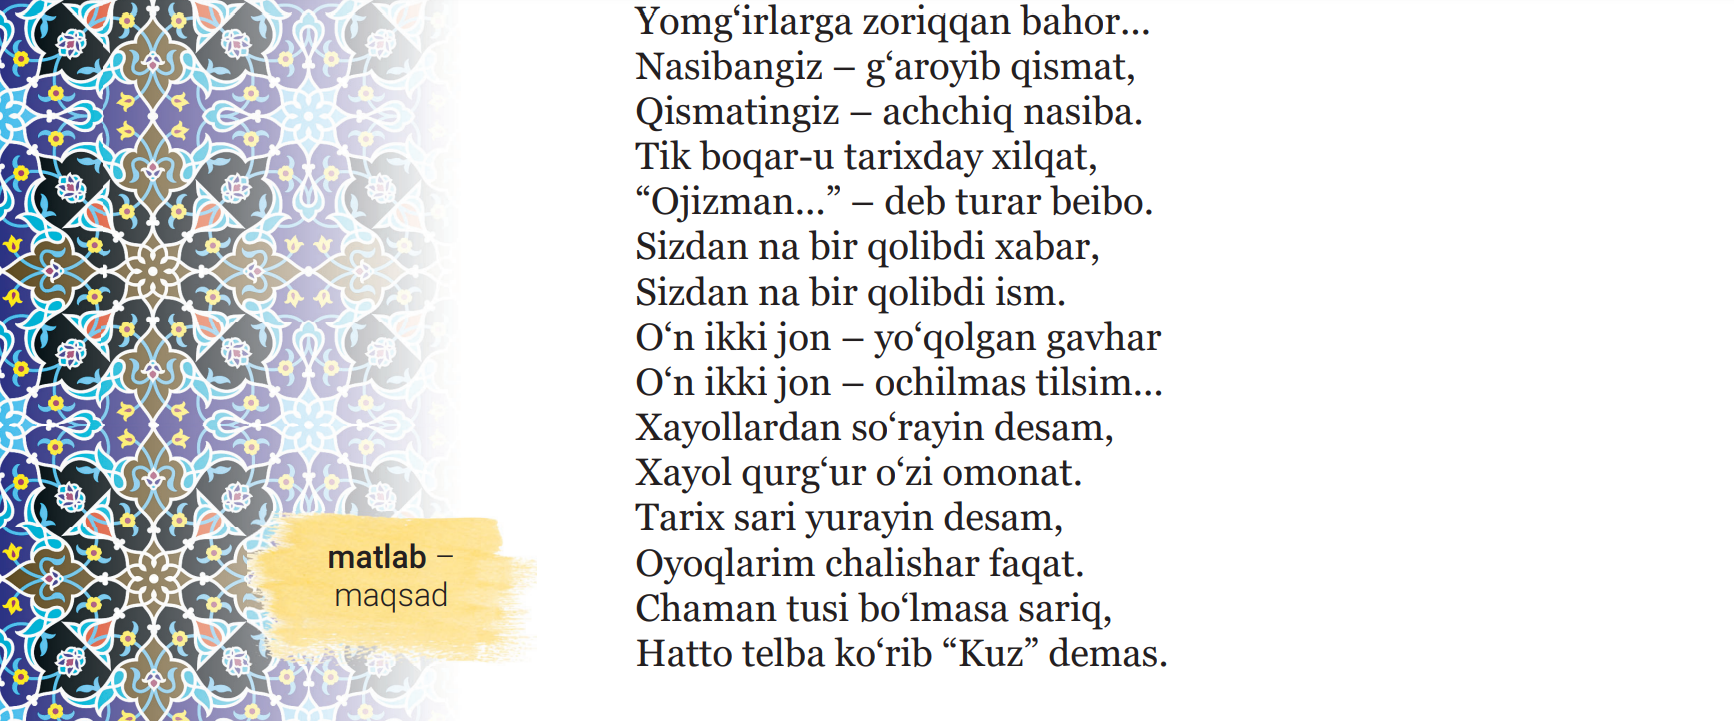 Yomg‘irlarga zoriqqan bahor...
Nasibangiz – g‘aroyib qismat,
Qismatingiz – achchiq nasiba.
Tik boqar-u tarixday xilqat,
“Ojizman...” – deb turar beibo.
Sizdan na bir qolibdi xabar,
Sizdan na bir qolibdi ism.
O‘n ikki jon – yo‘qolgan gavhar
O‘n ikki jon – ochilmas tilsim...
Xayollardan so‘rayin desam,
Xayol qurg‘ur o‘zi omonat.
Tarix sari yurayin desam,
Oyoqlarim chalishar faqat.
Chaman tusi bo‘lmasa sariq,
Hatto telba ko‘rib “Kuz” demas.
matlab –
maqsad